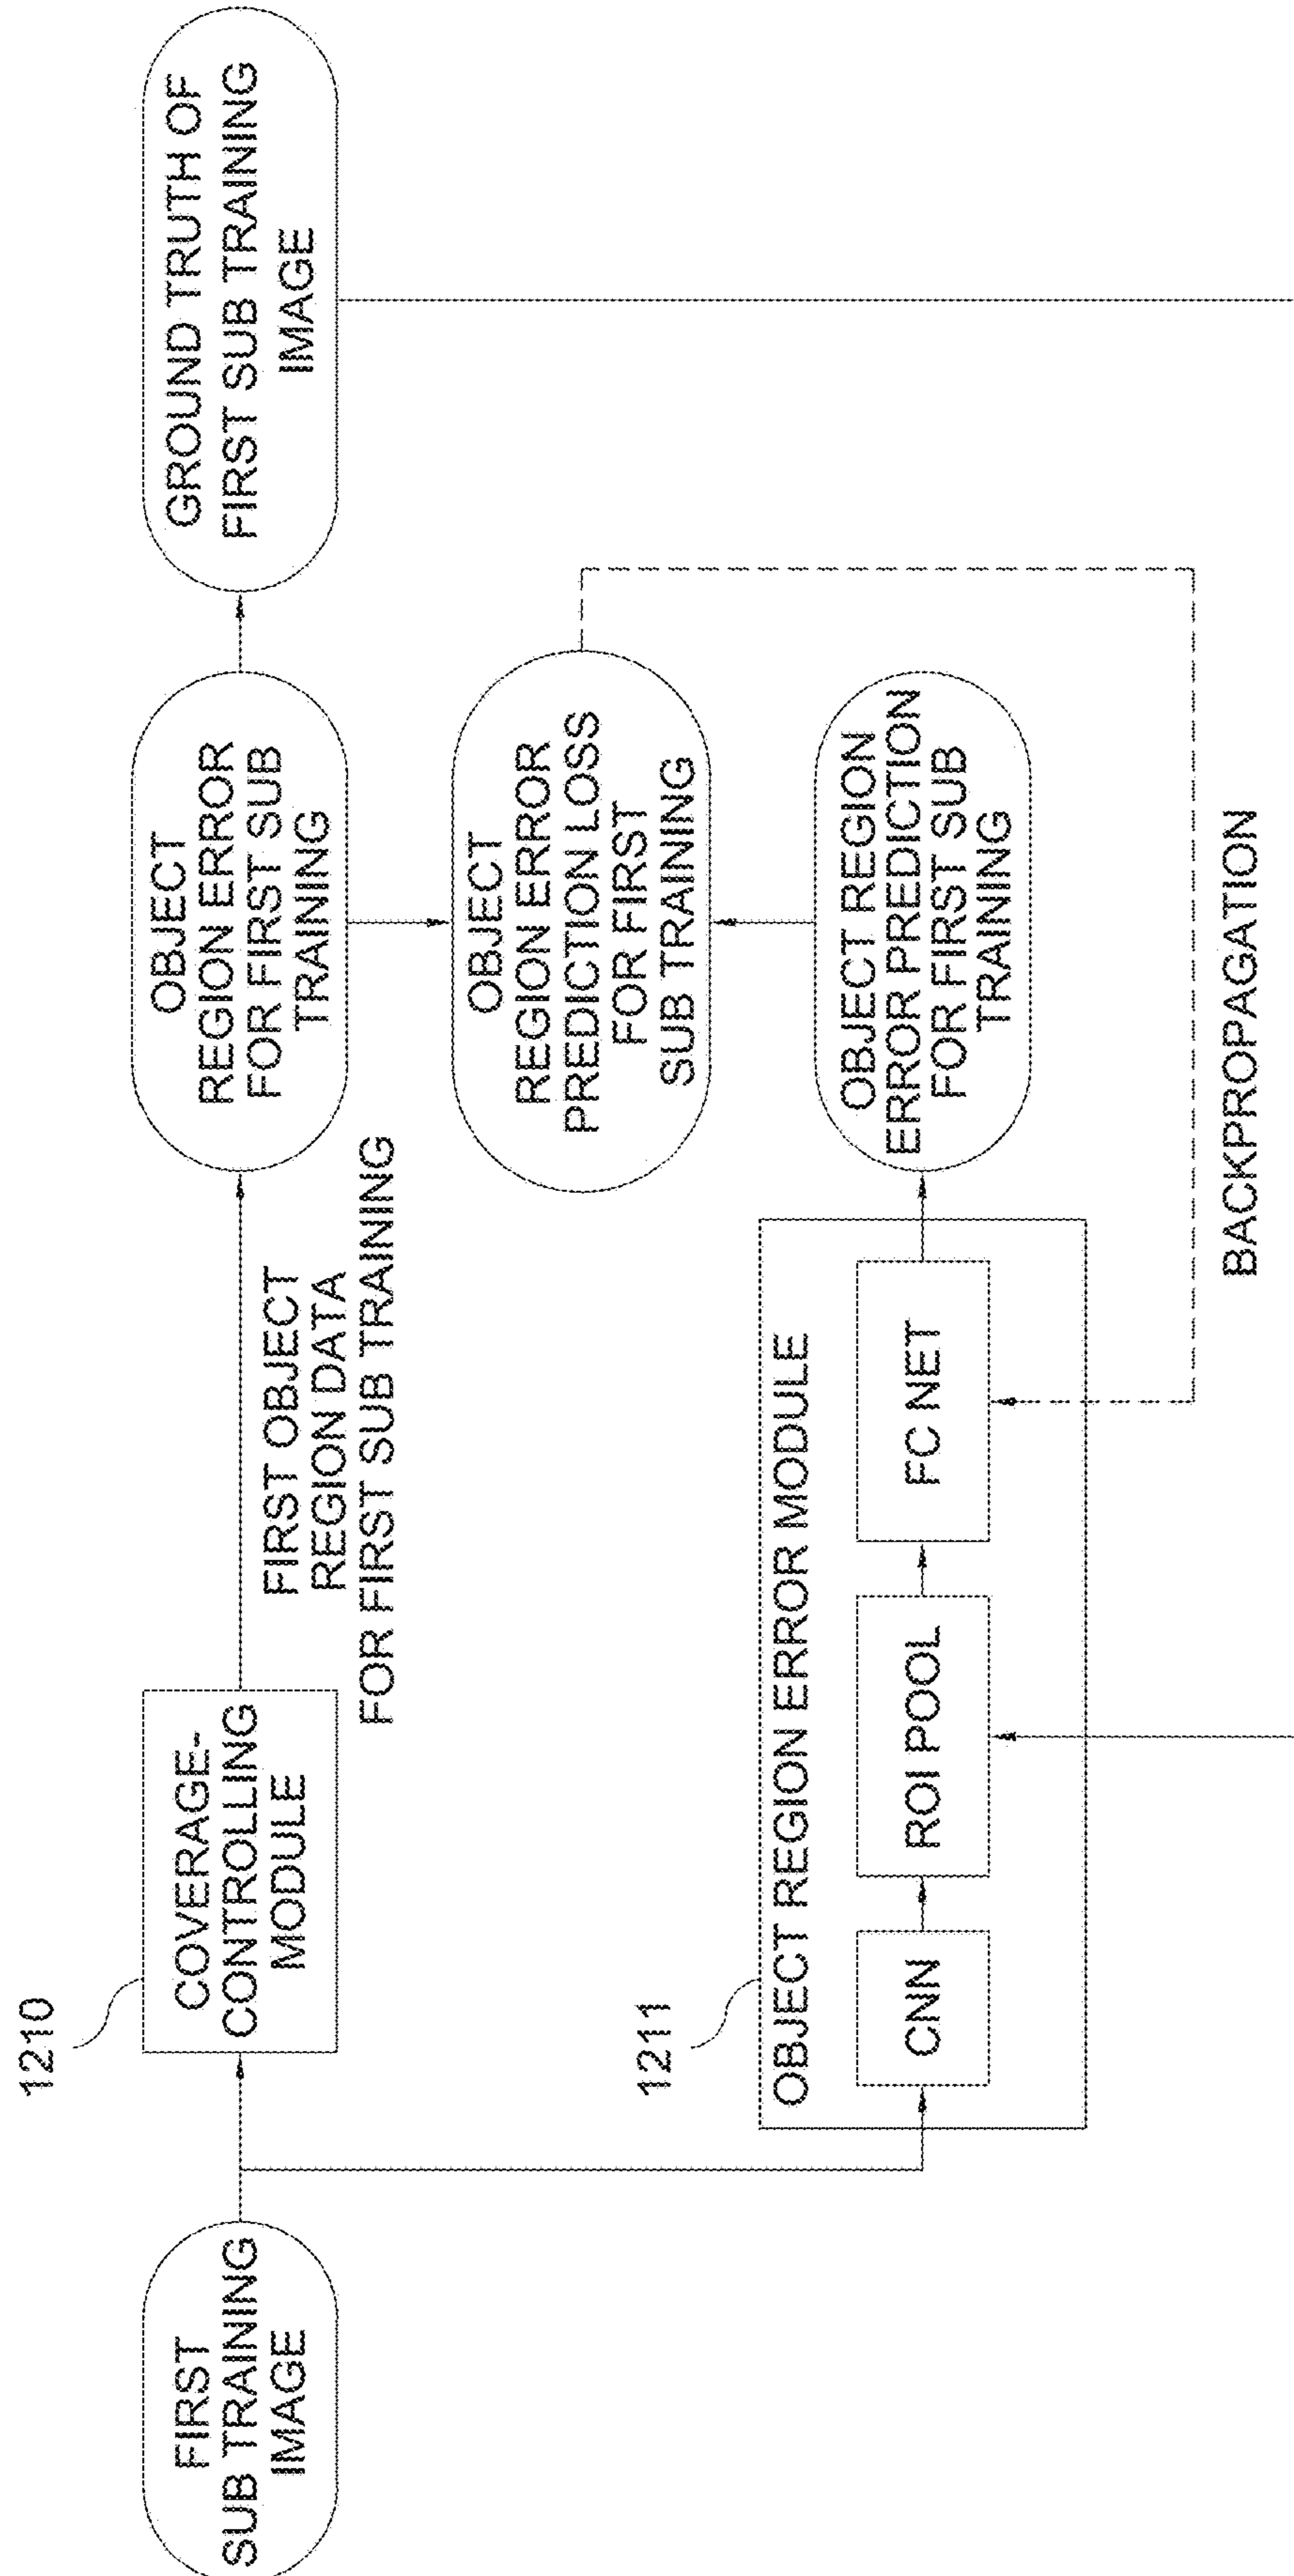 FIRST
SUB TRAINING
IMAGE
1210
COVERAGE-
CONTROLLING
MODULE
FIRST OBJECT
REGION DATA
FOR FIRST SUB TRAINING
OBJECT
REGION ERROR
FOR FIRST SUB
TRAINING
GROUND TRUTH OF
FIRST SUB TRAINING
IMAGE
OBJECT
REGION ERROR
PREDICTION LOSS
FOR FIRST
SUB TRAINING
1211
OBJECT REGION ERROR MODULE
CNN
ROI POOL
FC NET
OBJECT REGION
ERROR PREDICTION
FOR FIRST SUB
TRAINING
BACKPROPAGATION